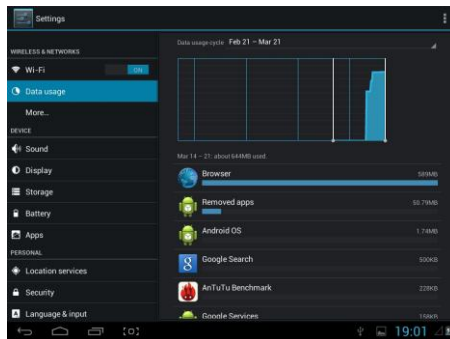 Settings
WIRELESS & NETWORKS
Wi-Fi
ON
Data usage
More...
DEVICE
Sound
Display
Storage
Battery
Apps
PERSONAL
Location services
Security
Language & input
Data usage cycle Feb 21 – Mar 21
Mar 14 – 21: about 644MB used.
Browser 589MB
Removed apps 50.79MB
Android OS 1.74MB
Google Search 500KB
AnTuTu Benchmark 228KB
Google Services 158KB
19:01